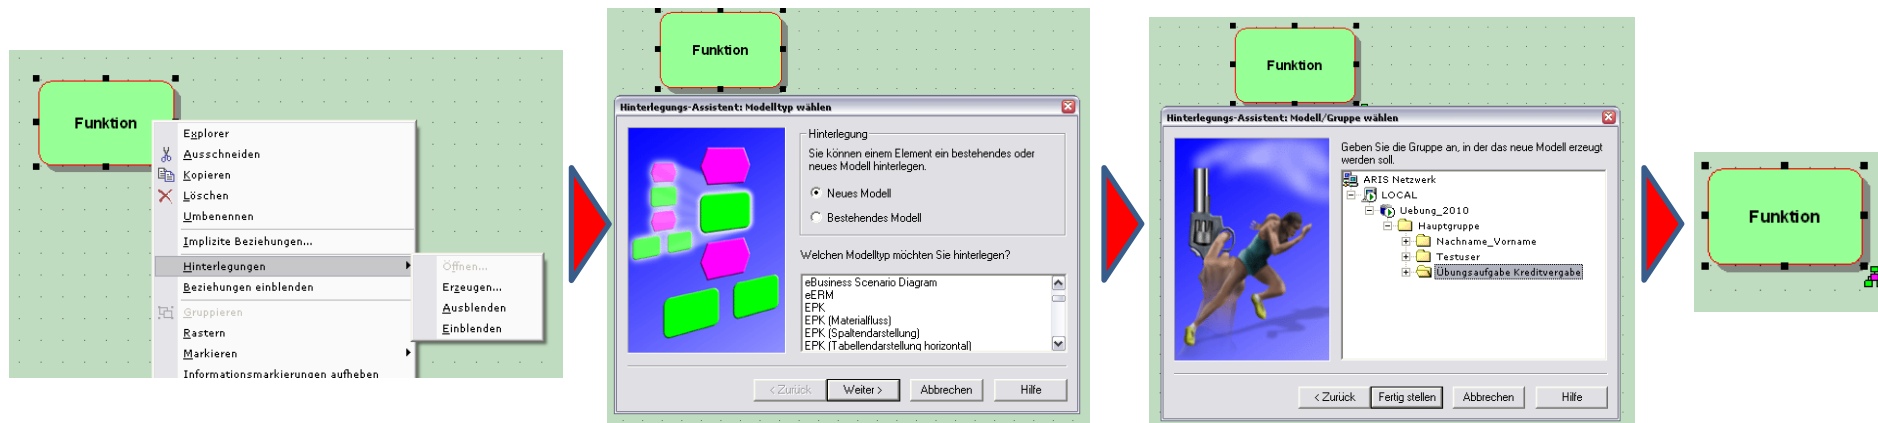 Funktion
Explorer
Ausschneiden
Kopieren
Löschen
Umbenennen
Implizite Beziehungen...
Hinterlegungen
Beziehungen einblenden
Gruppieren
Rastern
Markieren
Informationsmarkierungen aufheben
Öffnen...
Erzeugen...
Ausblenden
Einblenden
Funktion
Hinterlegungs-Assistent: Modelltyp wählen
Hinterlegung
Sie können einem Element ein bestehendes oder
neues Modell hinterlegen.
Neues Modell
Bestehendes Modell
Welchen Modelltyp möchten Sie hinterlegen?
eBusiness Scenario Diagram
eERM
EPK
EPK (Materialfluss)
EPK (Spaltendarstellung)
EPK (Tabellendarstellung horizontal)
< Zurück
Weiter >
Abbrechen
Hilfe
Funktion
Hinterlegungs-Assistent: Modell/Gruppe wählen
Geben Sie die Gruppe an, in der das neue Modell erzeugt
werden soll.
ARIS Netzwerk
LOCAL
Uebung_2010
Hauptgruppe
Nachname_Vorname
Testuser
Übungsaufgabe Kreditvergabe
< Zurück
Fertig stellen
Abbrechen
Hilfe
Funktion